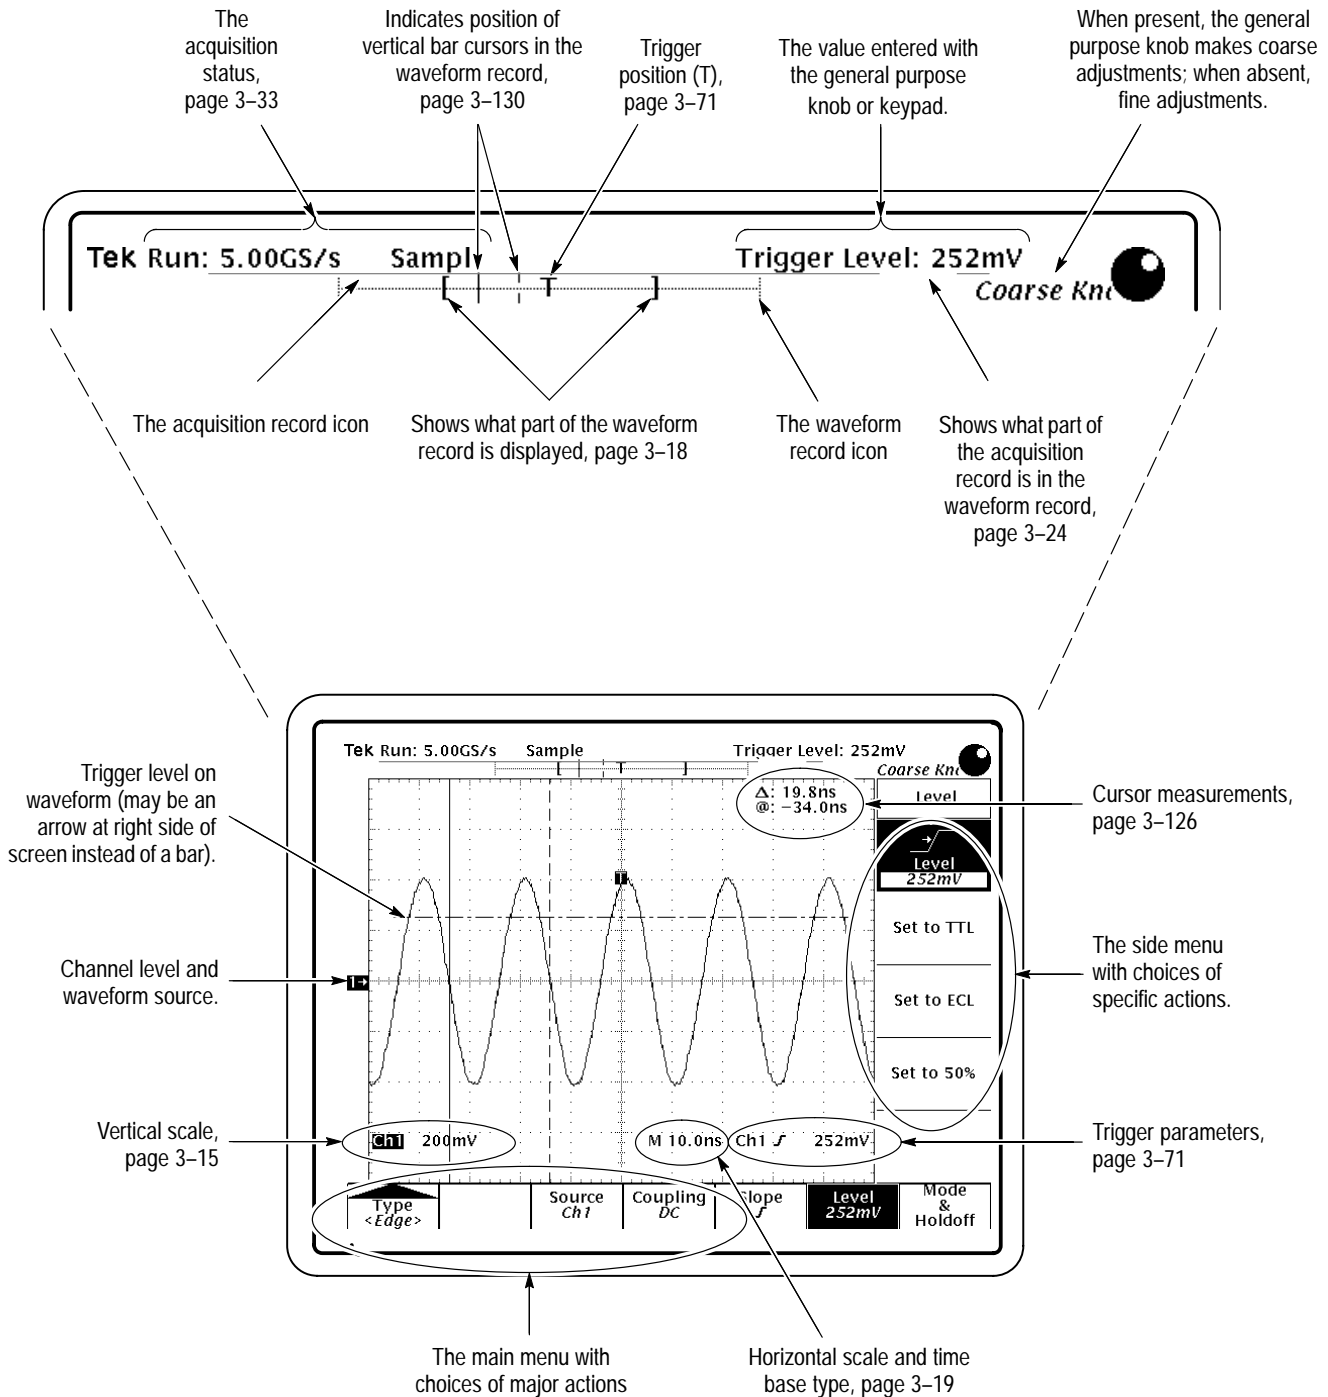 The
acquisition
status,
page 3–33
Indicates position of
vertical bar cursors in the
waveform record,
page 3–130
Trigger
position (T),
page 3–71
The value entered with
the general purpose
knob or keypad.
When present, the general
purpose knob makes coarse
adjustments; when absent,
fine adjustments.
Tek Run: 5.00GS/s Sampl Trigger Level: 252mV
[ T ]
Coarse Kn
The acquisition record icon
Shows what part of the waveform
record is displayed, page 3–18
The waveform
record icon
Shows what part of
the acquisition
record is in the
waveform record,
page 3–24
Tek Run: 5.00GS/s Sample Trigger Level: 252mV
[ T ]
Coarse Kn
Δ: 19.8ns
@: −34.0ns
Level
Level
252mV
Set to TTL
Set to ECL
Set to 50%
T
1→
Ch1 200mV M 10.0ns Ch1 ƒ 252mV
Type
<Edge>
Source
Ch1
Coupling
DC
Slope
ƒ
Level
252mV
Mode
&
Holdoff
Trigger level on
waveform (may be an
arrow at right side of
screen instead of a bar).
Channel level and
waveform source.
Vertical scale,
page 3–15
Cursor measurements,
page 3–126
The side menu
with choices of
specific actions.
Trigger parameters,
page 3–71
The main menu with
choices of major actions
Horizontal scale and time
base type, page 3–19